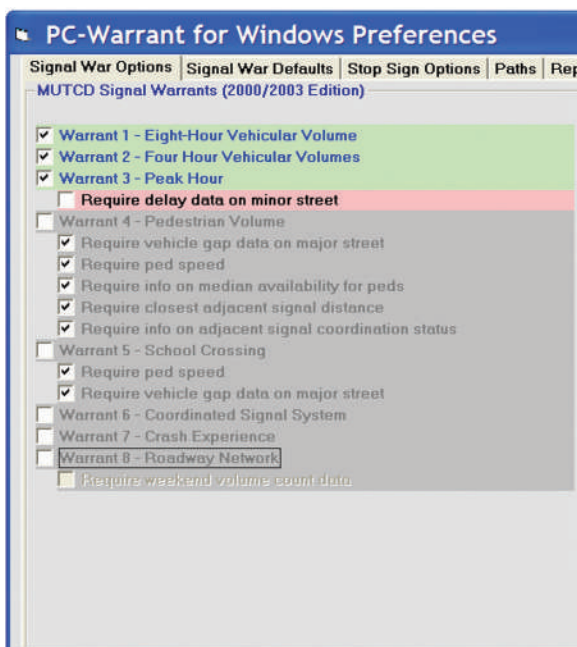 PC-Warrant for Windows Preferences
Signal War Options Signal War Defaults Stop Sign Options Paths Rep
MUTCD Signal Warrants (2000/2003 Edition)
Warrant 1 - Eight-Hour Vehicular Volume
Warrant 2 - Four Hour Vehicular Volumes
Warrant 3 - Peak Hour
Require delay data on minor street
Warrant 4 - Pedestrian Volume
Require vehicle gap data on major street
Require ped speed
Require info on median availability for peds
Require closest adjacent signal distance
Require info on adjacent signal coordination status
Warrant 5 - School Crossing
Require ped speed
Require vehicle gap data on major street
Warrant 6 - Coordinated Signal System
Warrant 7 - Crash Experience
Warrant 8 - Roadway Network
Require weekend volume count data